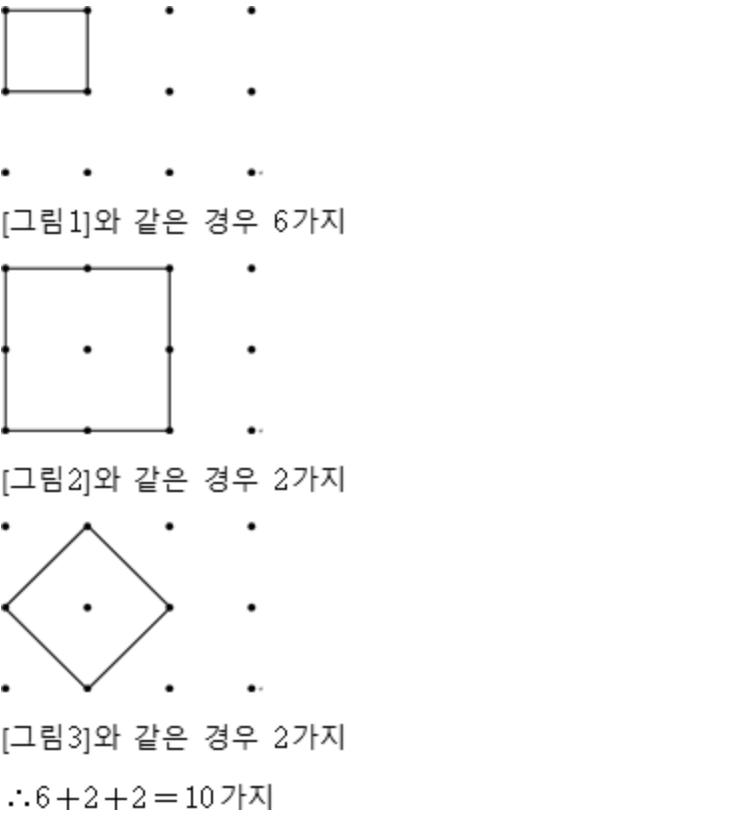 [그림1]와 같은 경우 6가지
[그림2]와 같은 경우 2가지
[그림3]와 같은 경우 2가지
∴6+2+2=10가지